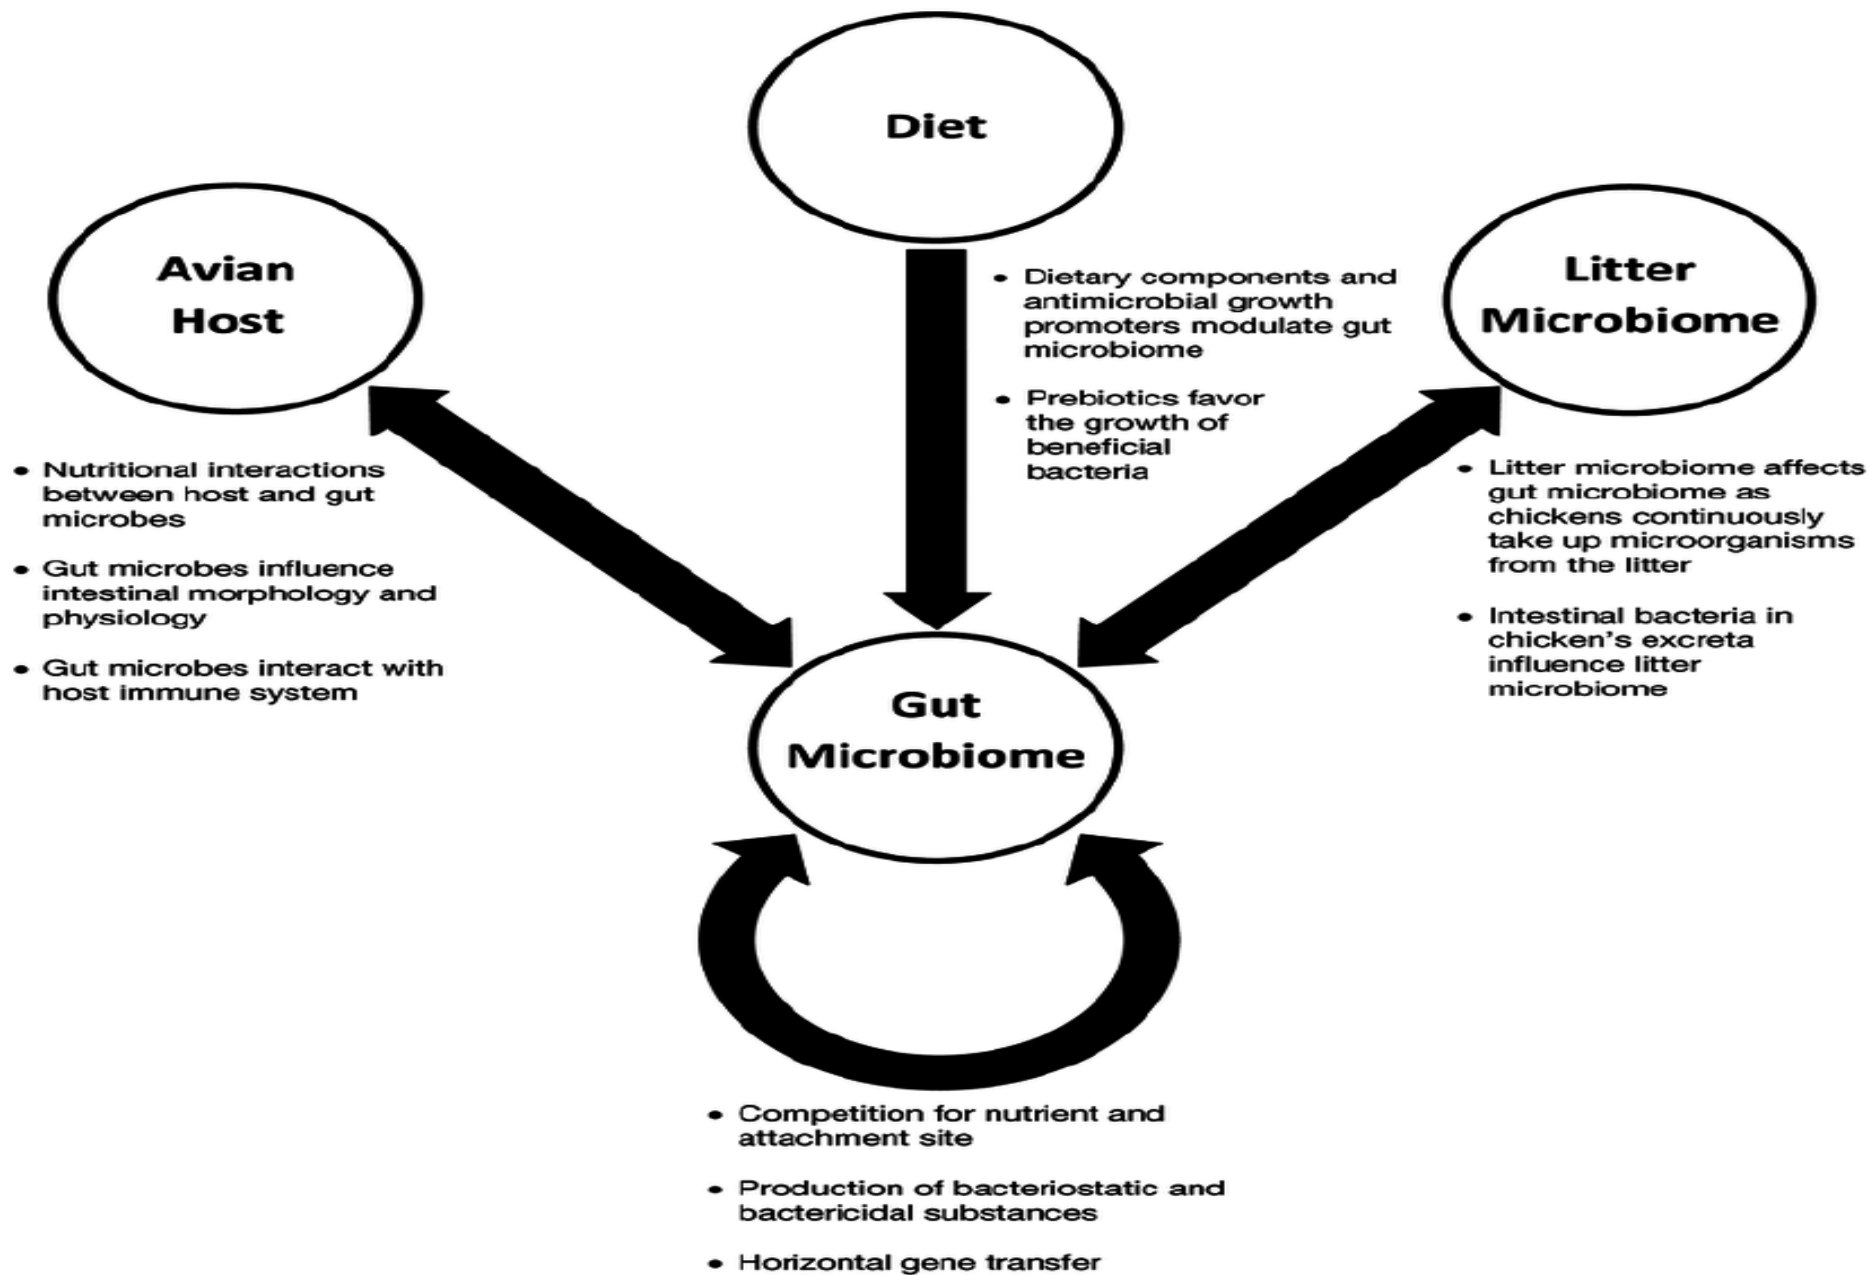 Diet
Avian
Host
Litter
Microbiome
• Dietary components and
antimicrobial growth
promoters modulate gut
microbiome
• Prebiotics favor
the growth of
beneficial
bacteria
• Nutritional interactions
between host and gut
microbes
• Gut microbes influence
intestinal morphology and
physiology
• Gut microbes interact with
host immune system
• Litter microbiome affects
gut microbiome as
chickens continuously
take up microorganisms
from the litter
• Intestinal bacteria in
chicken's excreta
influence litter
microbiome
Gut
Microbiome
• Competition for nutrient and
attachment site
• Production of bacteriostatic and
bactericidal substances
• Horizontal gene transfer